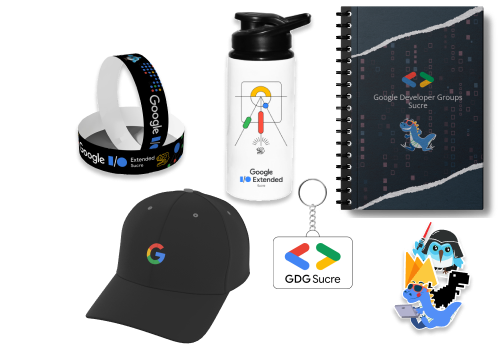 Google I/O
Google
I/O Extended
Sucre
Google
I/O Extended
Sucre
Google Developer Groups
Sucre
G
GDG Sucre